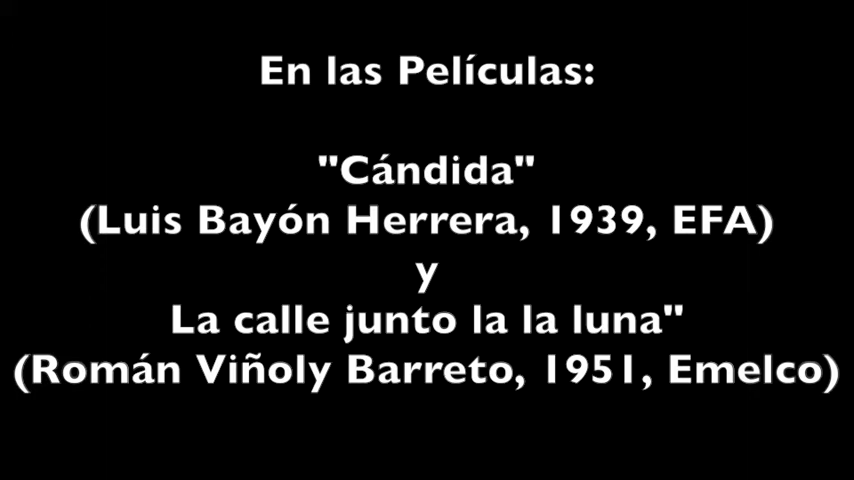 En las Películas:
"Cándida"
(Luis Bayón Herrera, 1939, EFA)
y
La calle junto la la luna"
(Román Viñoly Barreto, 1951, Emelco)